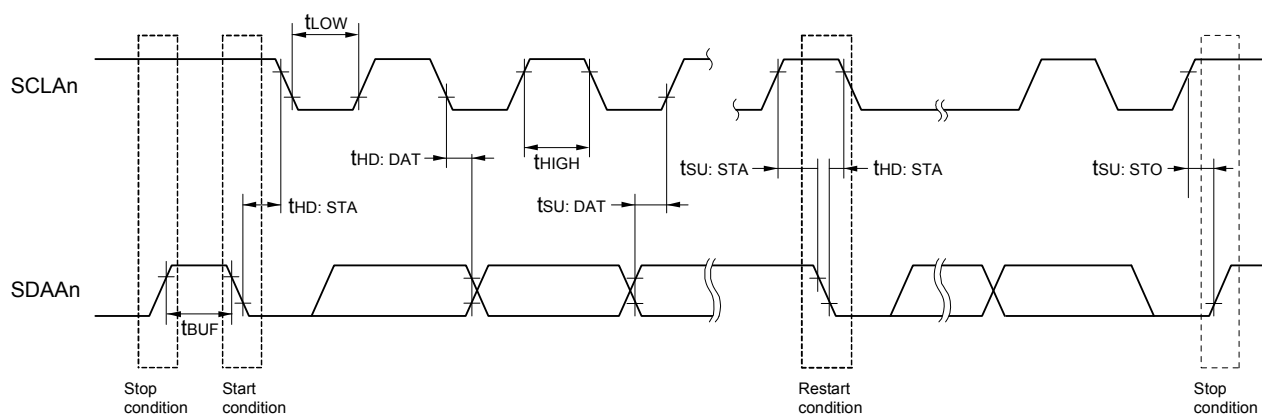 tLOW
SCLAn
tHD: DAT
tHIGH
tSU: STA
tHD: STA
tSU: STO
tHD: STA
tSU: DAT
SDAAn
tBUF
Stop
condition
Start
condition
Restart
condition
Stop
condition